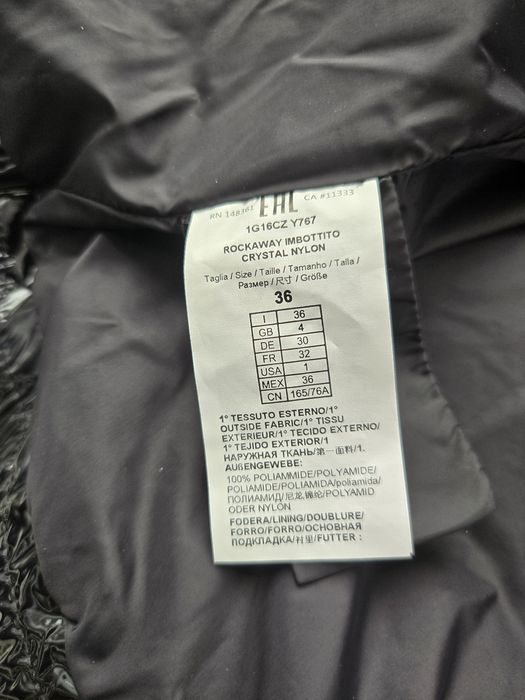 RN 148361 EAC CA #11333
1G16CZ Y767
ROCKAWAY IMBOTTITO
CRYSTAL NYLON
Taglia / Size / Taille / Tamanho / Talla /
Размер / 尺寸 / Größe
36
I 36
GB 4
DE 30
FR 32
USA 1
MEX 36
CN 165/76A
1° TESSUTO ESTERNO/1°
OUTSIDE FABRIC/1° TISSU
EXTERIEUR/1° TECIDO EXTERNO/
1° TEJIDO EXTERIOR/1
НАРУЖНАЯ ТКАНЬ/第一面料/1.
AUßENGEWEBE:
100% POLIAMMIDE/POLYAMIDE/
POLIAMIDE/POLIAMIDA/poliamida/
ПОЛИАМИД/尼龙锦纶/POLYAMID
ODER NYLON
FODERA/LINING/DOUBLURE/
FORRO/FORRO/ОСНОВНАЯ
ПОДКЛАДКА/衬里/FUTTER :